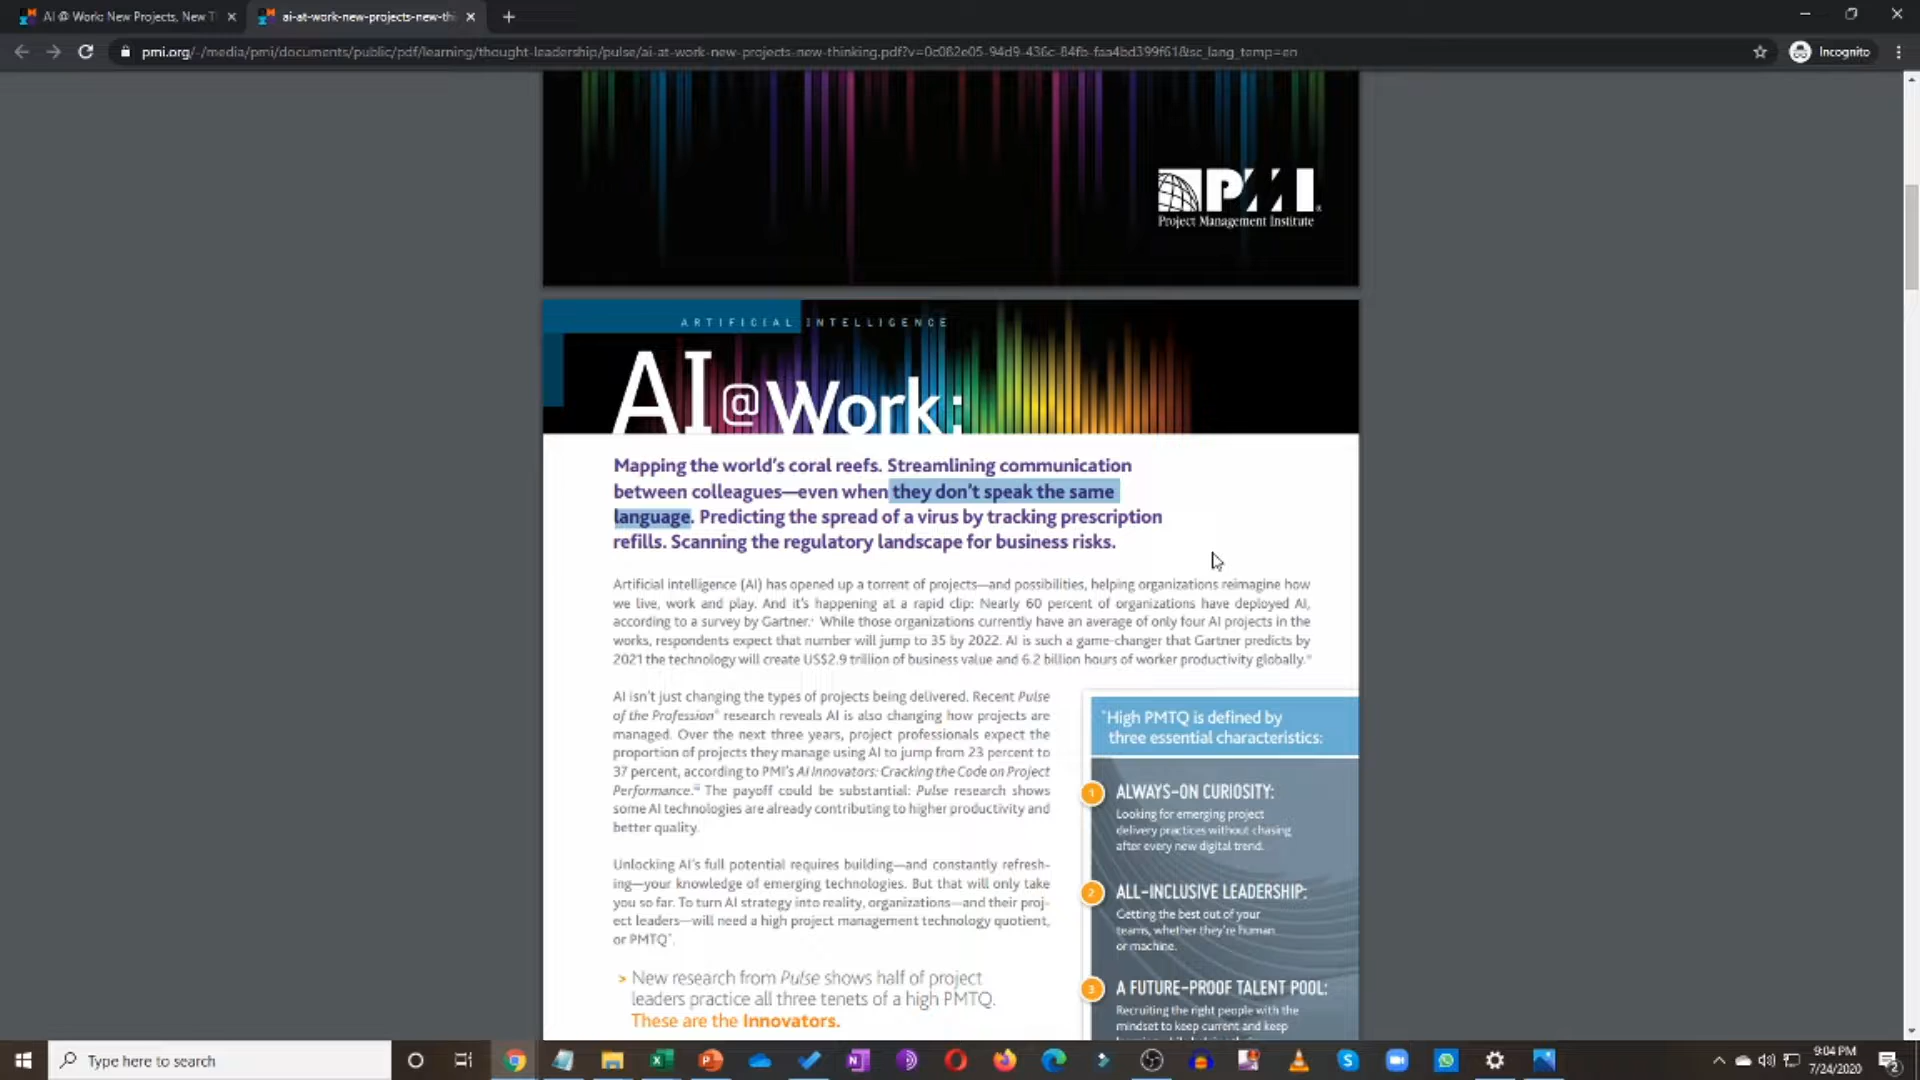 AI @ Work: New Projects, New T
ai-at-work-new-projects-new-thi
pmi.org/-/media/pmi/documents/public/pdf/learning/thought-leadership/pulse/ai-at-work-new-projects-new-thinking.pdf?v=0c082e05-94d9-436c-84fb-faa4bd399f61&sc_lang_temp=en
Incognito
PMI
Project Management Institute
ARTIFICIAL INTELLIGENCE
AI@Work:
Mapping the world's coral reefs. Streamlining communication
between colleagues—even when they don't speak the same
language. Predicting the spread of a virus by tracking prescription
refills. Scanning the regulatory landscape for business risks.
Artificial intelligence (AI) has opened up a torrent of projects—and possibilities, helping organizations reimagine how
we live, work and play. And it's happening at a rapid clip: Nearly 60 percent of organizations have deployed AI,
according to a survey by Gartner. While those organizations currently have an average of only four AI projects in the
works, respondents expect that number will jump to 35 by 2022. AI is such a game-changer that Gartner predicts by
2021 the technology will create US$2.9 trillion of business value and 6.2 billion hours of worker productivity globally.
AI isn't just changing the types of projects being delivered. Recent Pulse
of the Profession® research reveals AI is also changing how projects are
managed. Over the next three years, project professionals expect the
proportion of projects they manage using AI to jump from 23 percent to
37 percent, according to PMI's AI Innovators: Cracking the Code on Project
Performance. The payoff could be substantial: Pulse research shows
some AI technologies are already contributing to higher productivity and
better quality.
Unlocking AI's full potential requires building—and constantly refresh-
ing—your knowledge of emerging technologies. But that will only take
you so far. To turn AI strategy into reality, organizations—and their proj-
ect leaders—will need a high project management technology quotient,
or PMTQ*.
> New research from Pulse shows half of project
leaders practice all three tenets of a high PMTQ.
These are the Innovators.
*High PMTQ is defined by
three essential characteristics:
1 ALWAYS-ON CURIOSITY:
Looking for emerging project
delivery practices without chasing
after every new digital trend.
2 ALL-INCLUSIVE LEADERSHIP:
Getting the best out of your
teams, whether they're human
or machine.
3 A FUTURE-PROOF TALENT POOL:
Recruiting the right people with the
mindset to keep current and keep
Type here to search
9:04 PM
7/24/2020
2